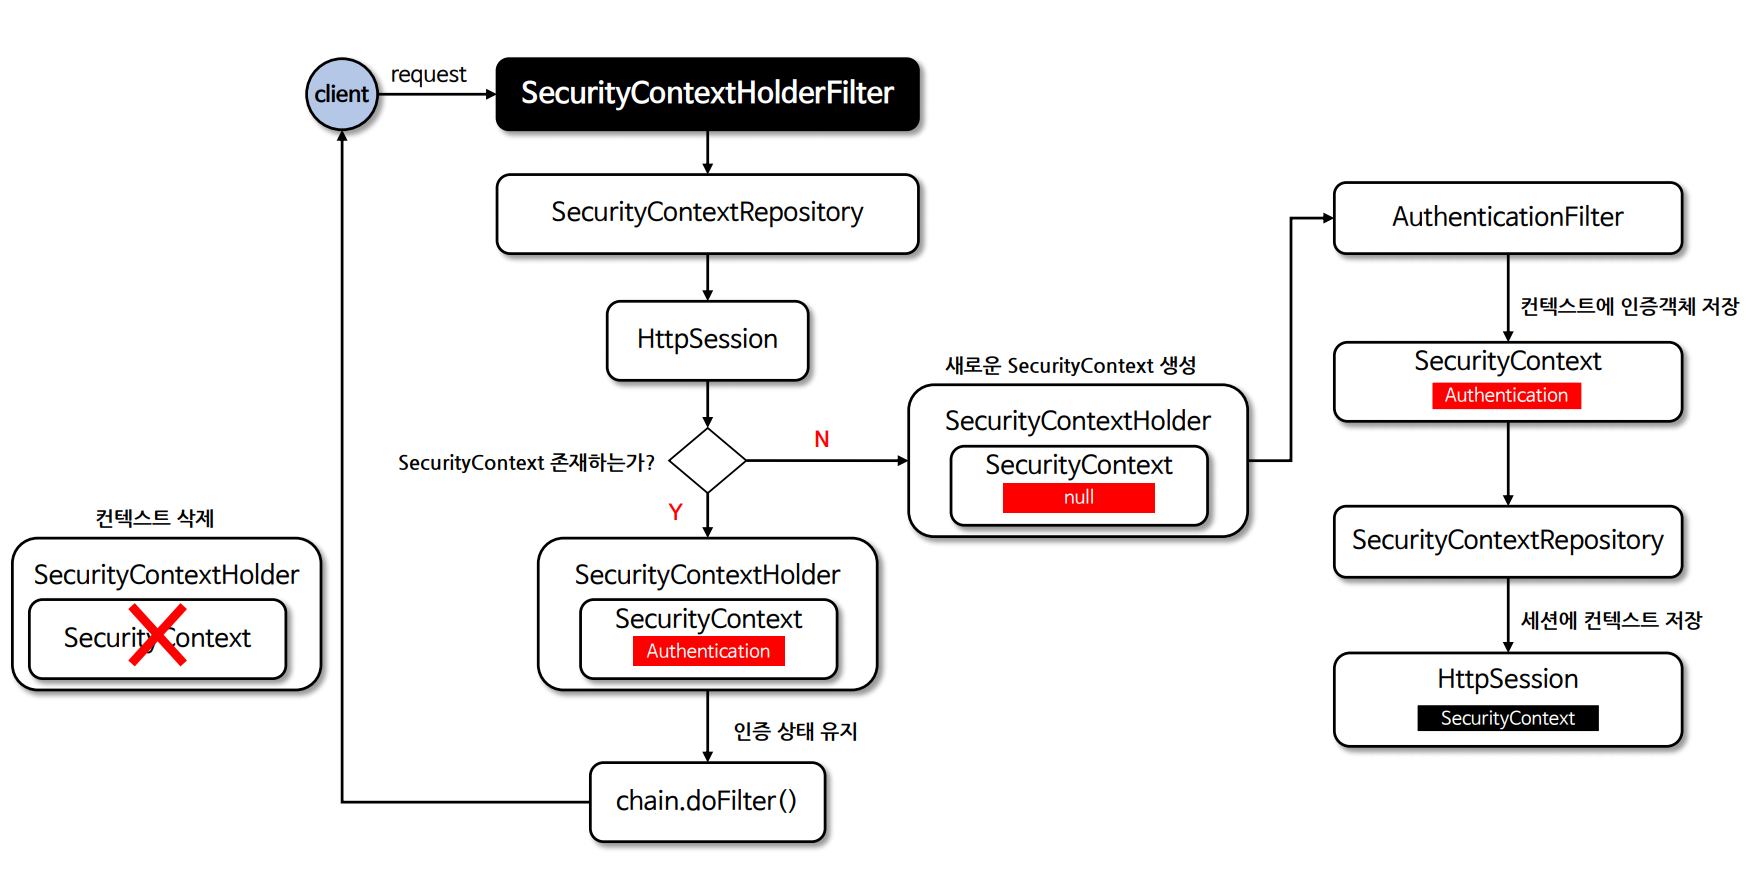 client
request
SecurityContextHolderFilter
SecurityContextRepository
HttpSession
SecurityContext 존재하는가?
N
Y
SecurityContextHolder
SecurityContext
Authentication
인증 상태 유지
chain.doFilter()
컨텍스트 삭제
SecurityContextHolder
SecurityContext
새로운 SecurityContext 생성
SecurityContextHolder
SecurityContext
null
AuthenticationFilter
컨텍스트에 인증객체 저장
SecurityContext
Authentication
SecurityContextRepository
세션에 컨텍스트 저장
HttpSession
SecurityContext